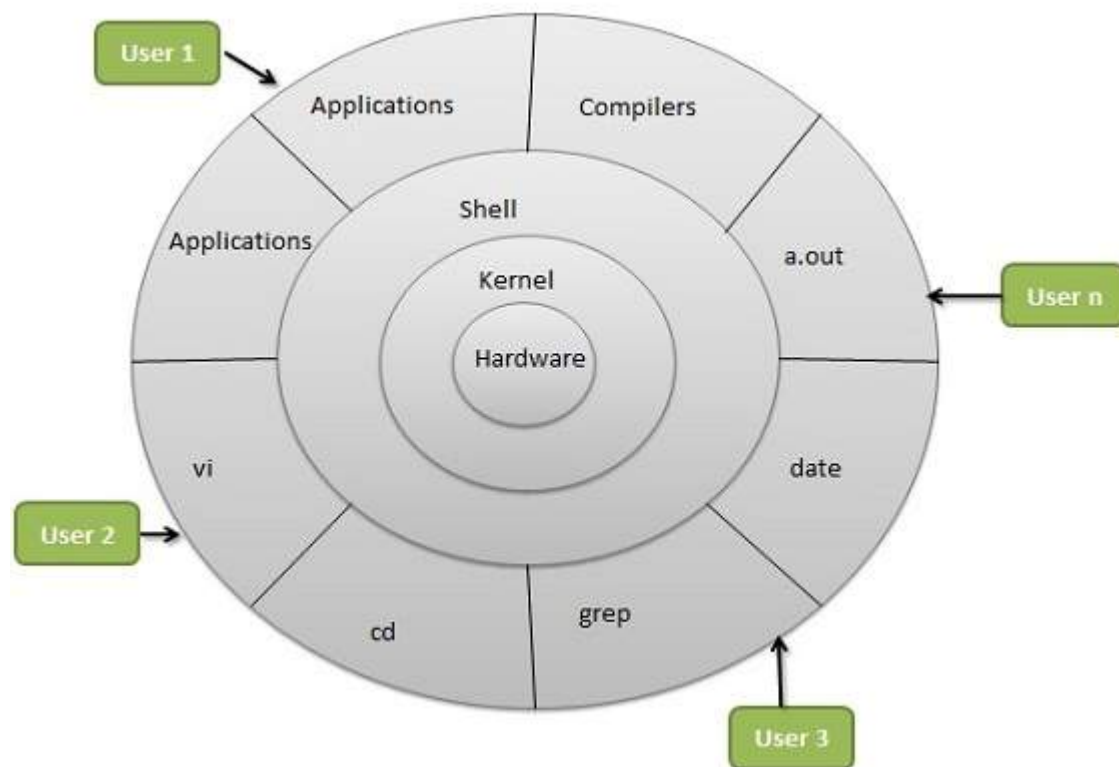 User 1
Applications
Compilers
Shell
Applications
a.out
Kernel
User n
Hardware
vi
date
User 2
grep
cd
User 3